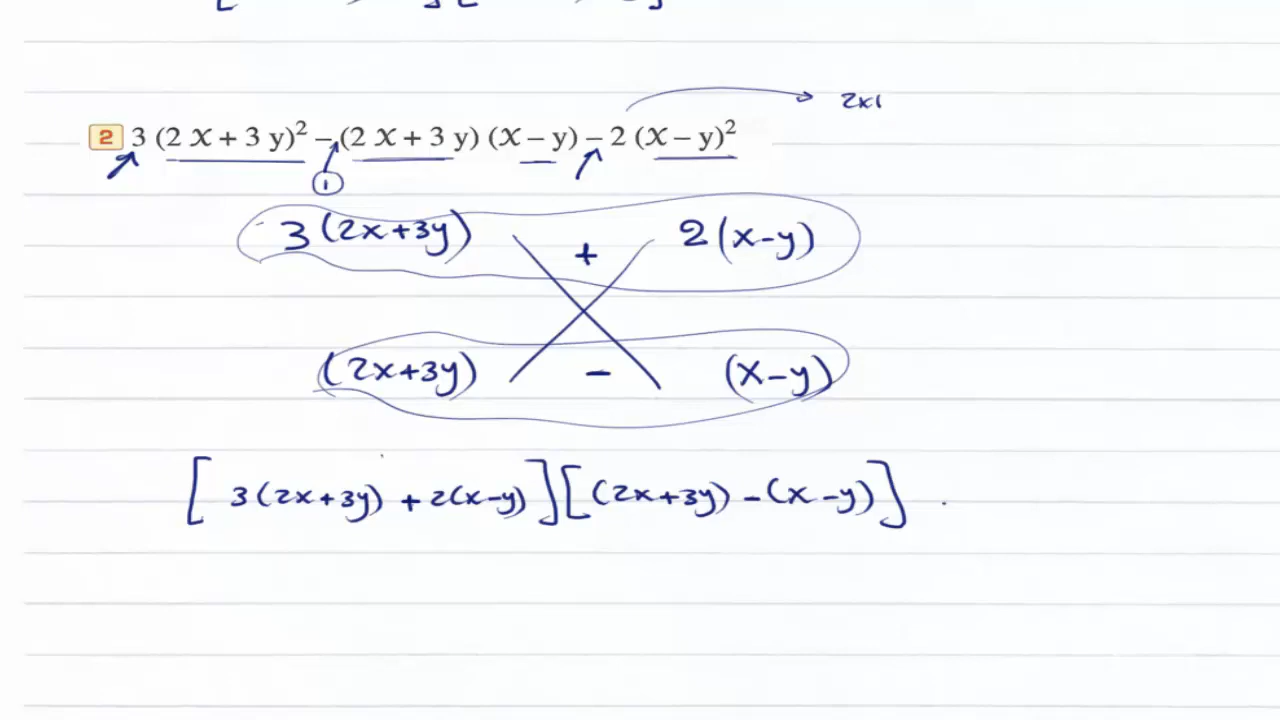 2x1
2 3 (2 X + 3 y)² – (2 X + 3 y) (X – y) – 2 (X – y)²
1
3(2x+3y) + 2(x-y)
(2x+3y) - (x-y)
[3(2x+3y) + 2(x-y)][(2x+3y) -(x-y)]